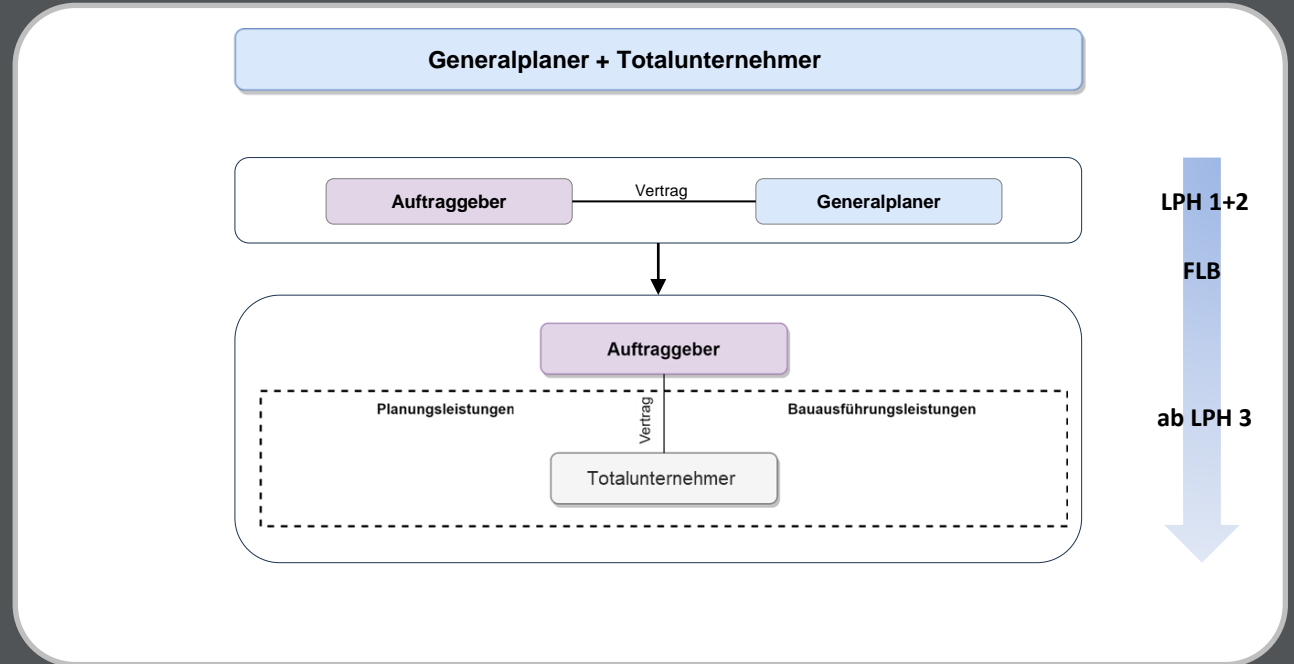 Generalplaner + Totalunternehmer
Auftraggeber
Vertrag
Generalplaner
LPH 1+2
FLB
Auftraggeber
Planungsleistungen
Vertrag
Bauausführungsleistungen
ab LPH 3
Totalunternehmer